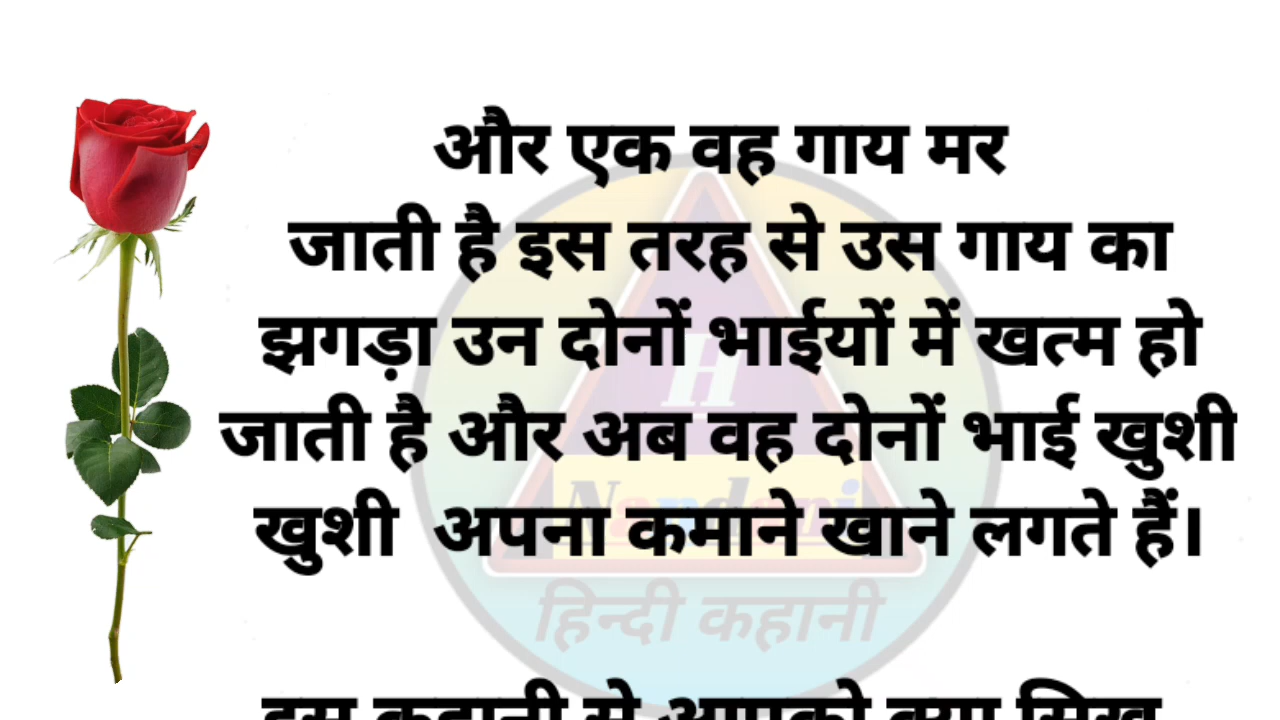 और एक वह गाय मर
जाती है इस तरह से उस गाय का
झगड़ा उन दोनों भाईयों में खत्म हो
जाती है और अब वह दोनों भाई खुशी
खुशी अपना कमाने खाने लगते हैं।
H
Nandani
हिन्दी कहानी
इस कहानी से आपको क्या सिख